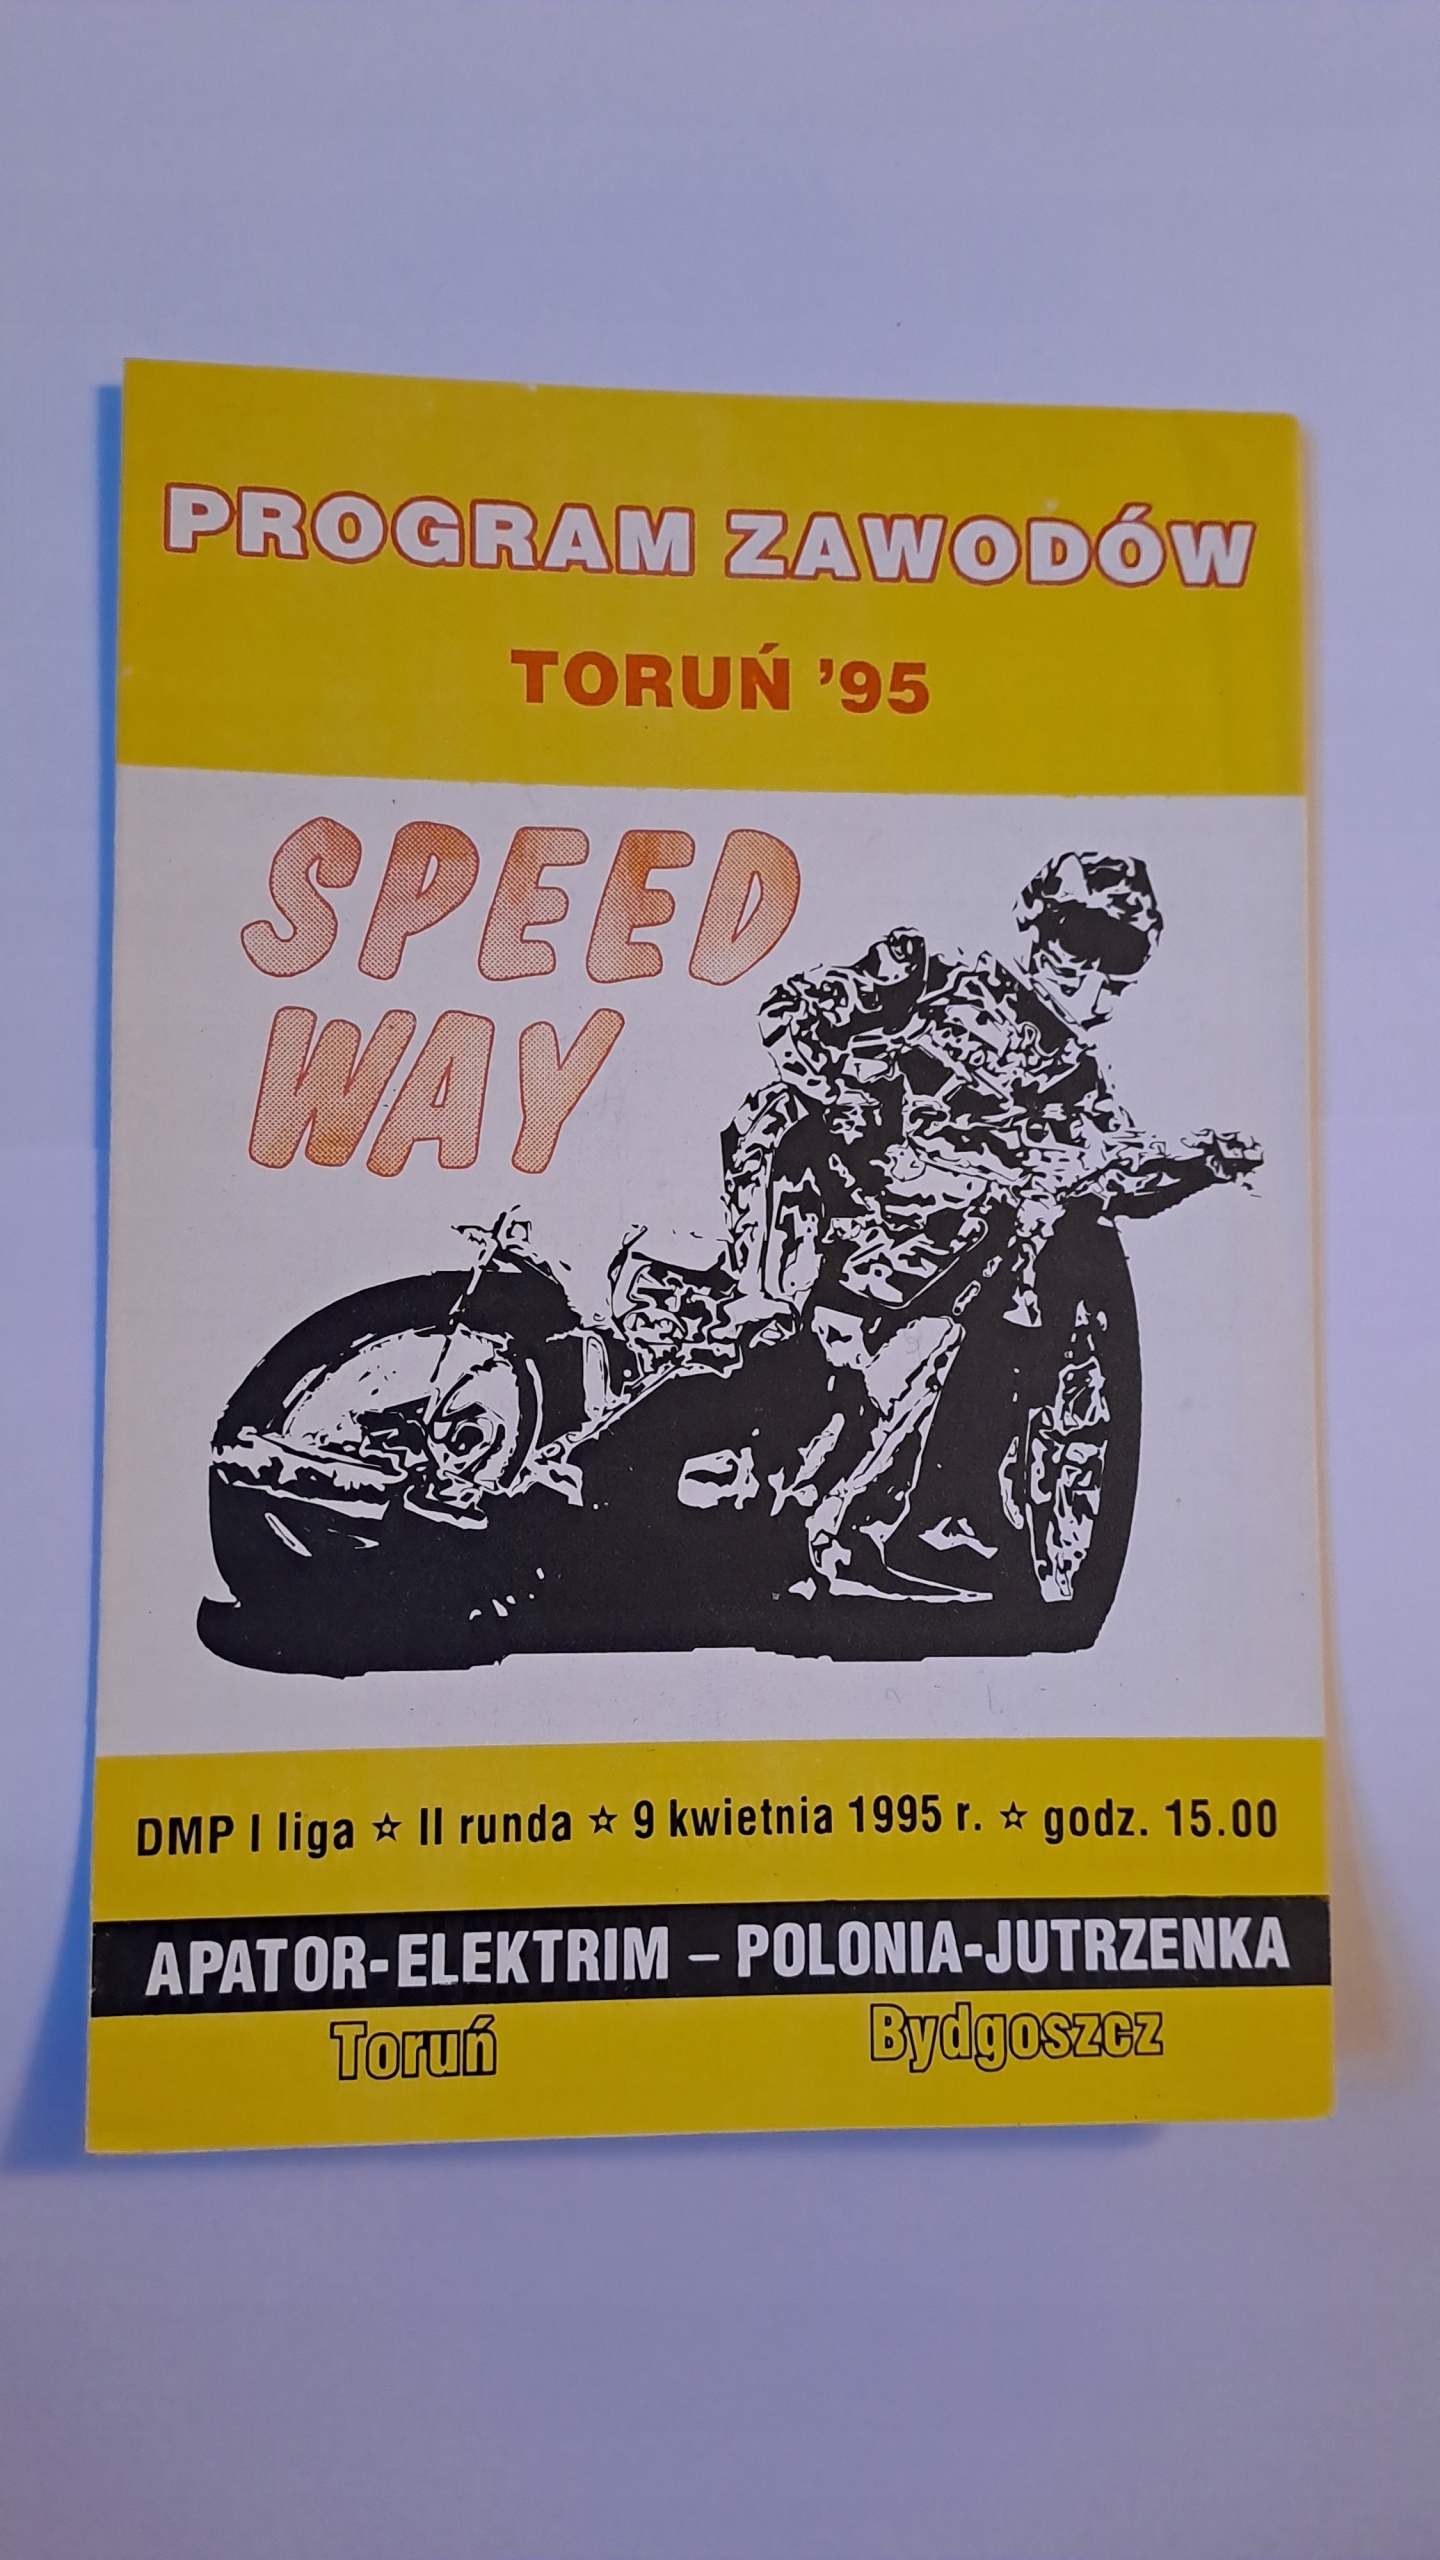 PROGRAM ZAWODÓW
TORUŃ '95
SPEED
WAY
DMP I liga ☆ II runda ☆ 9 kwietnia 1995 r. ☆ godz. 15.00
APATOR-ELEKTRIM – POLONIA-JUTRZENKA
Toruń Bydgoszcz